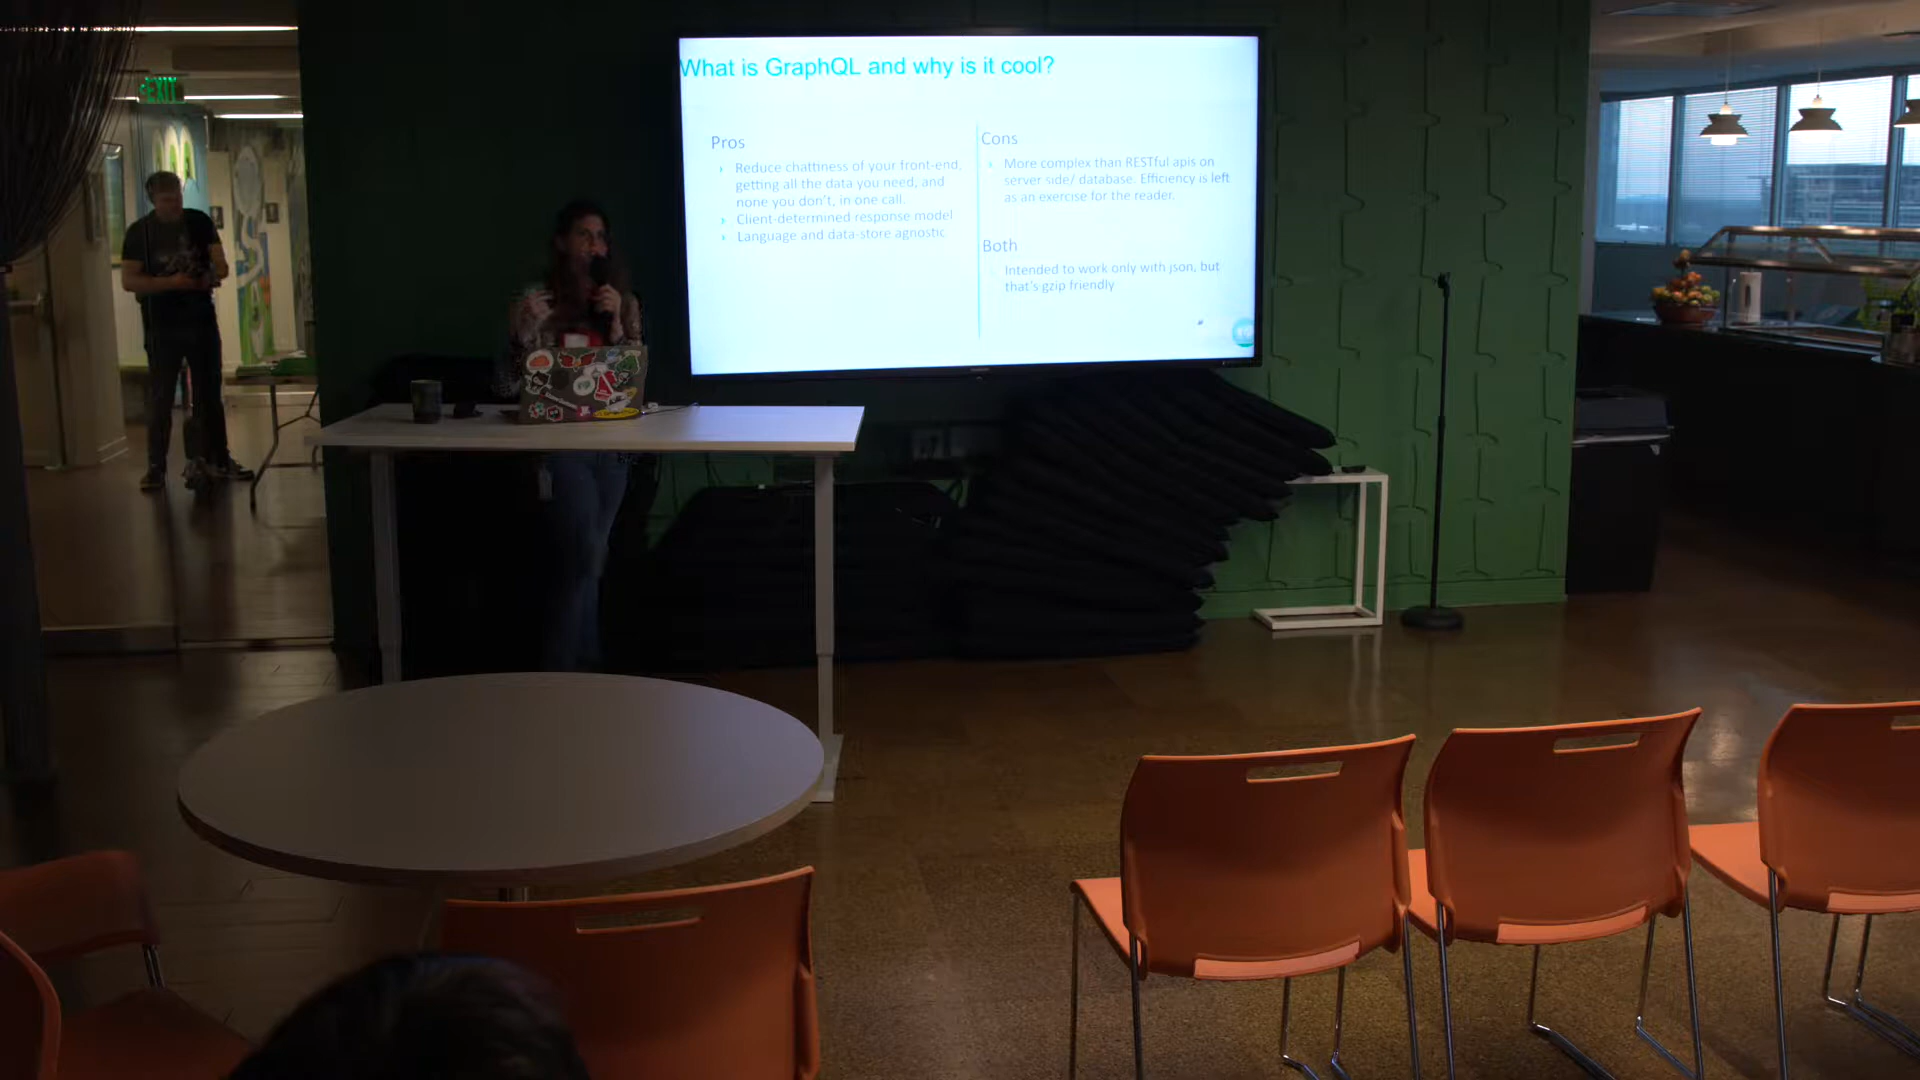 EXIT
What is GraphQL and why is it cool?
Pros
Reduce chattiness of your front-end,
getting all the data you need, and
none you don't, in one call.
Client-determined response model
Language and data-store agnostic
Cons
More complex than RESTful apis on
server side/ database. Efficiency is left
as an exercise for the reader.
Both
Intended to work only with json, but
that's gzip friendly